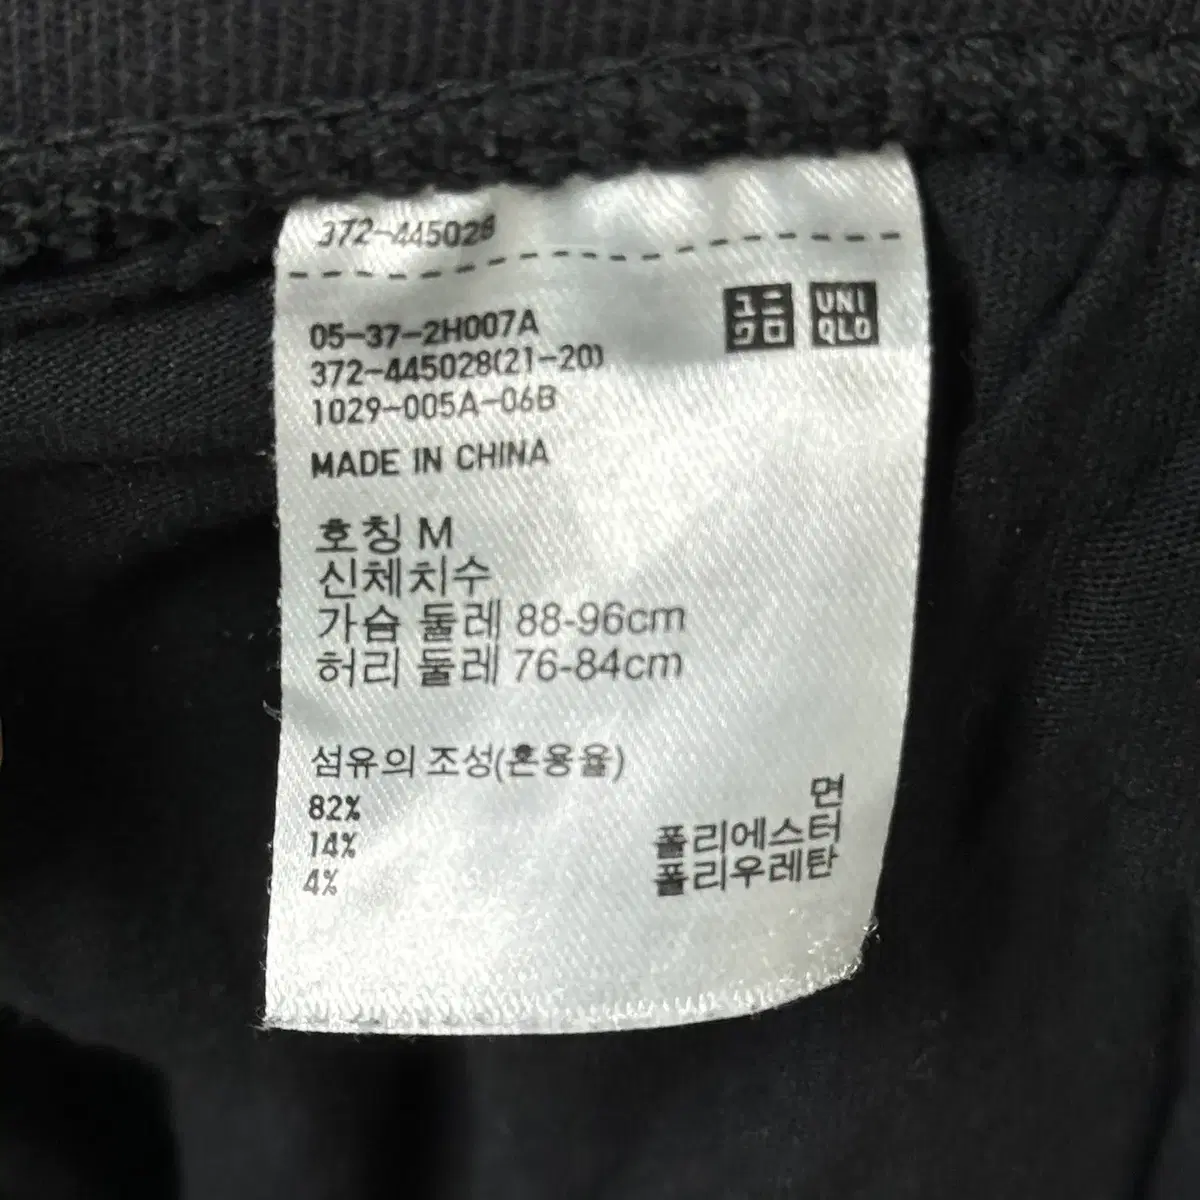 372-445028
ユニクロ UNIQLO
05-37-2H007A
372-445028(21-20)
1029-005A-06B
MADE IN CHINA
호칭 M
신체치수
가슴 둘레 88-96cm
허리 둘레 76-84cm
섬유의 조성(혼용율)
82% 면
14% 폴리에스터
4% 폴리우레탄